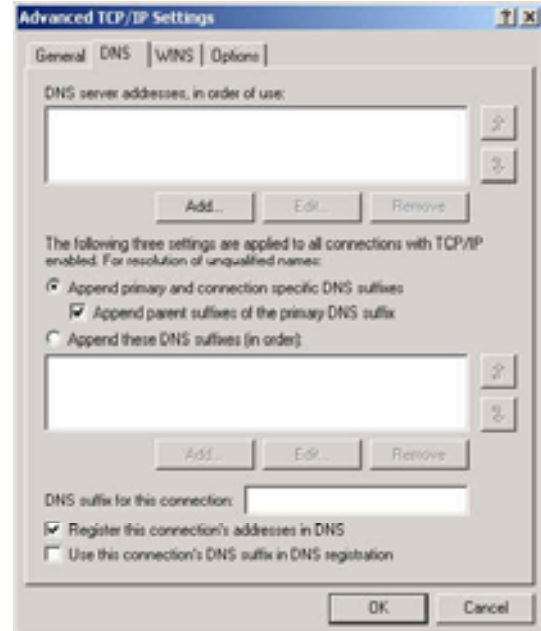 Advanced TCP/IP Settings
General DNS WINS Options
DNS server addresses, in order of use:
Add... Edit... Remove
The following three settings are applied to all connections with TCP/IP
enabled. For resolution of unqualified names:
Append primary and connection specific DNS suffixes
Append parent suffixes of the primary DNS suffix
Append these DNS suffixes (in order):
Add... Edit... Remove
DNS suffix for this connection:
Register this connection's addresses in DNS
Use this connection's DNS suffix in DNS registration
OK Cancel